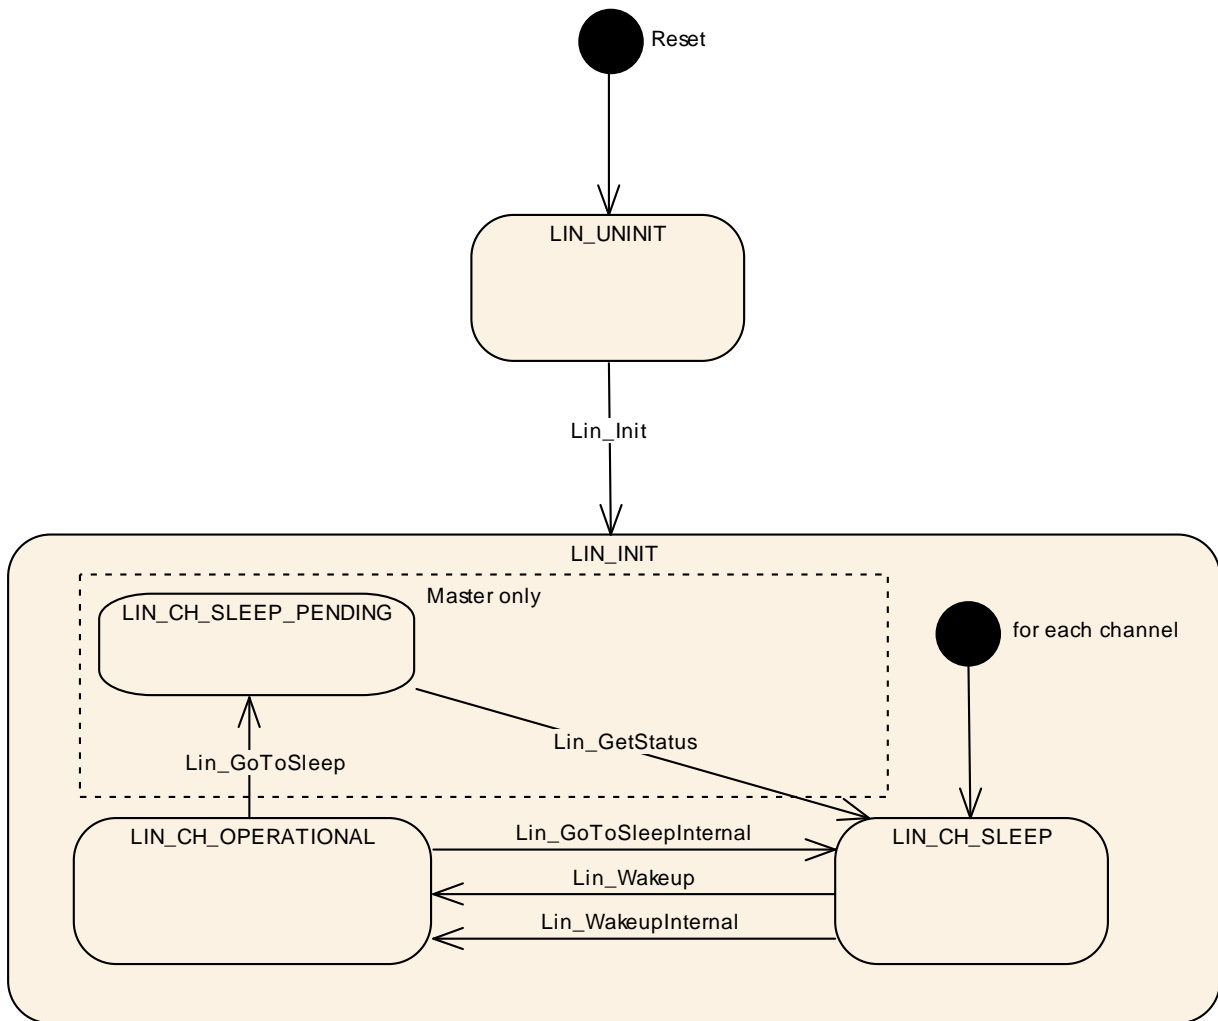 Reset
LIN_UNINIT
Lin_Init
LIN_INIT
Master only
LIN_CH_SLEEP_PENDING
for each channel
Lin_GetStatus
Lin_GoToSleep
LIN_CH_OPERATIONAL
Lin_GoToSleepInternal
LIN_CH_SLEEP
Lin_Wakeup
Lin_WakeupInternal